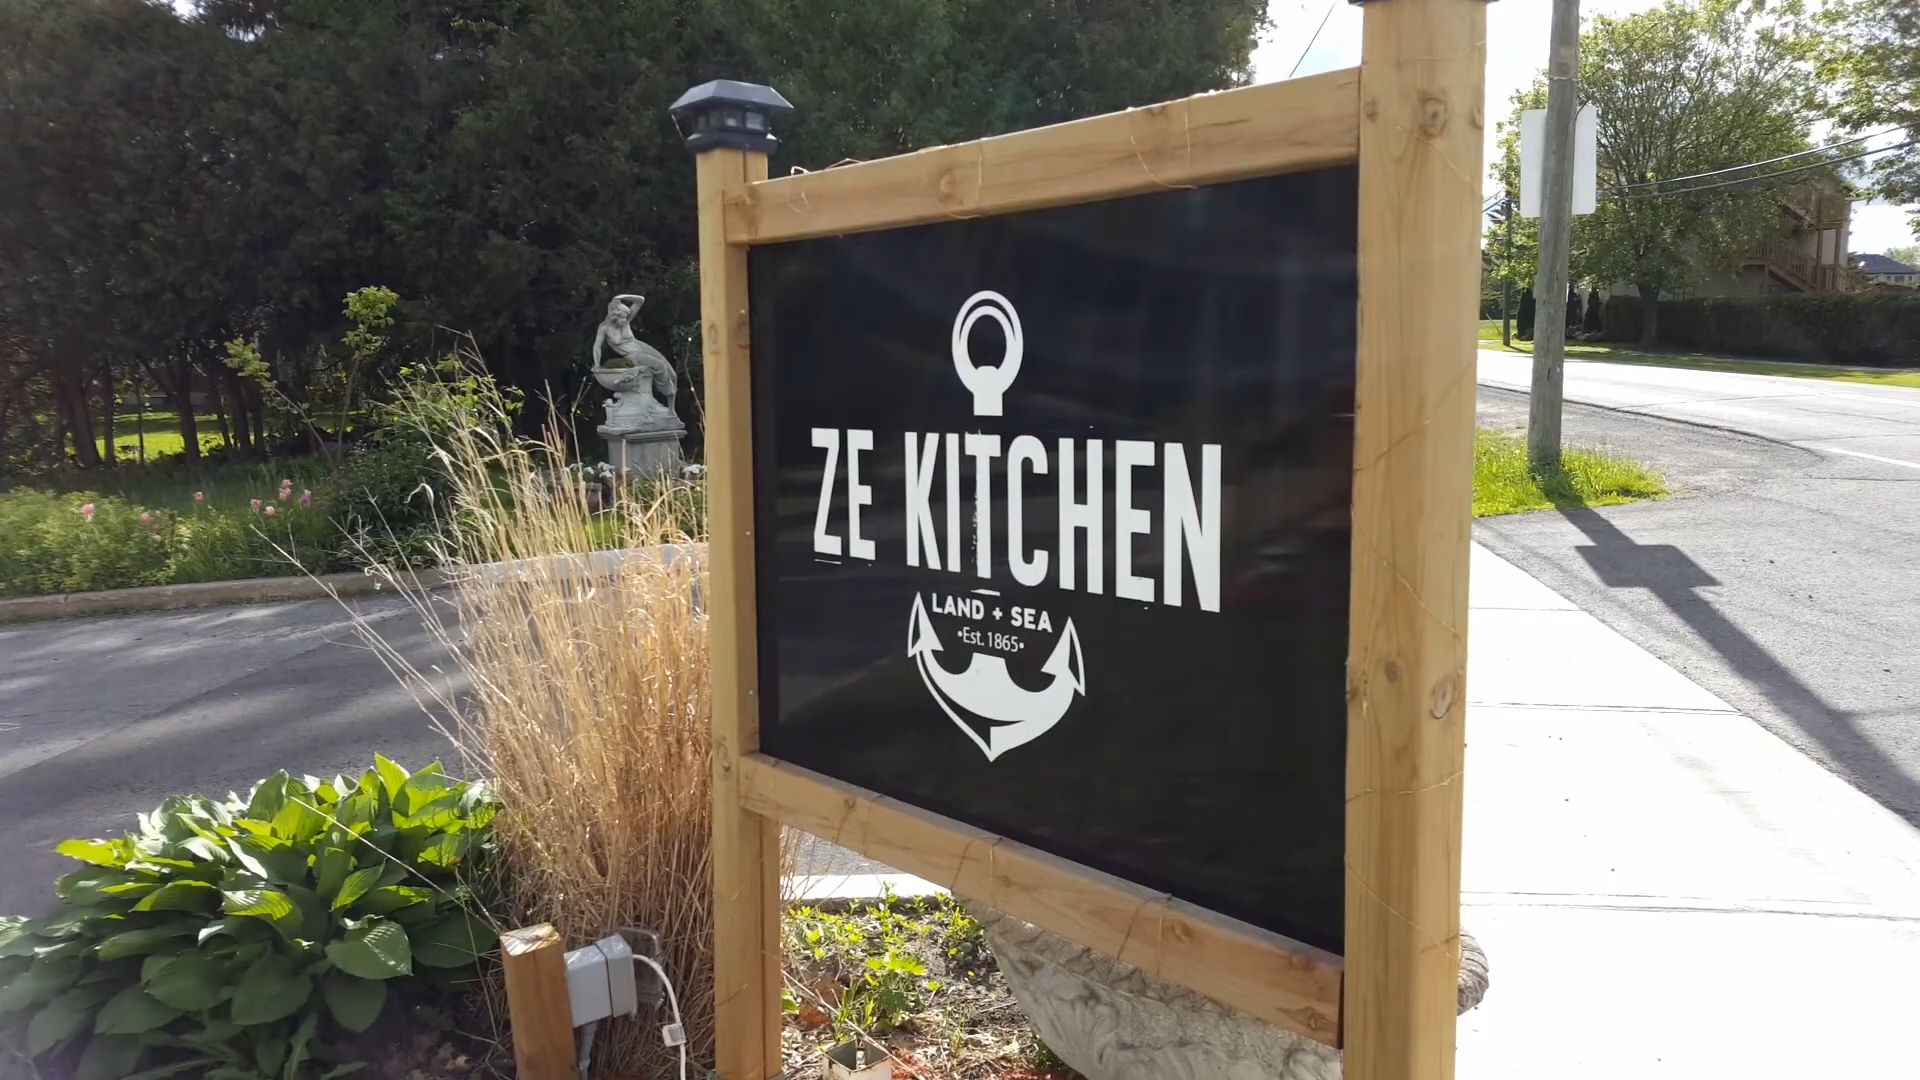 ZE KITCHEN
LAND + SEA
•Est. 1865•